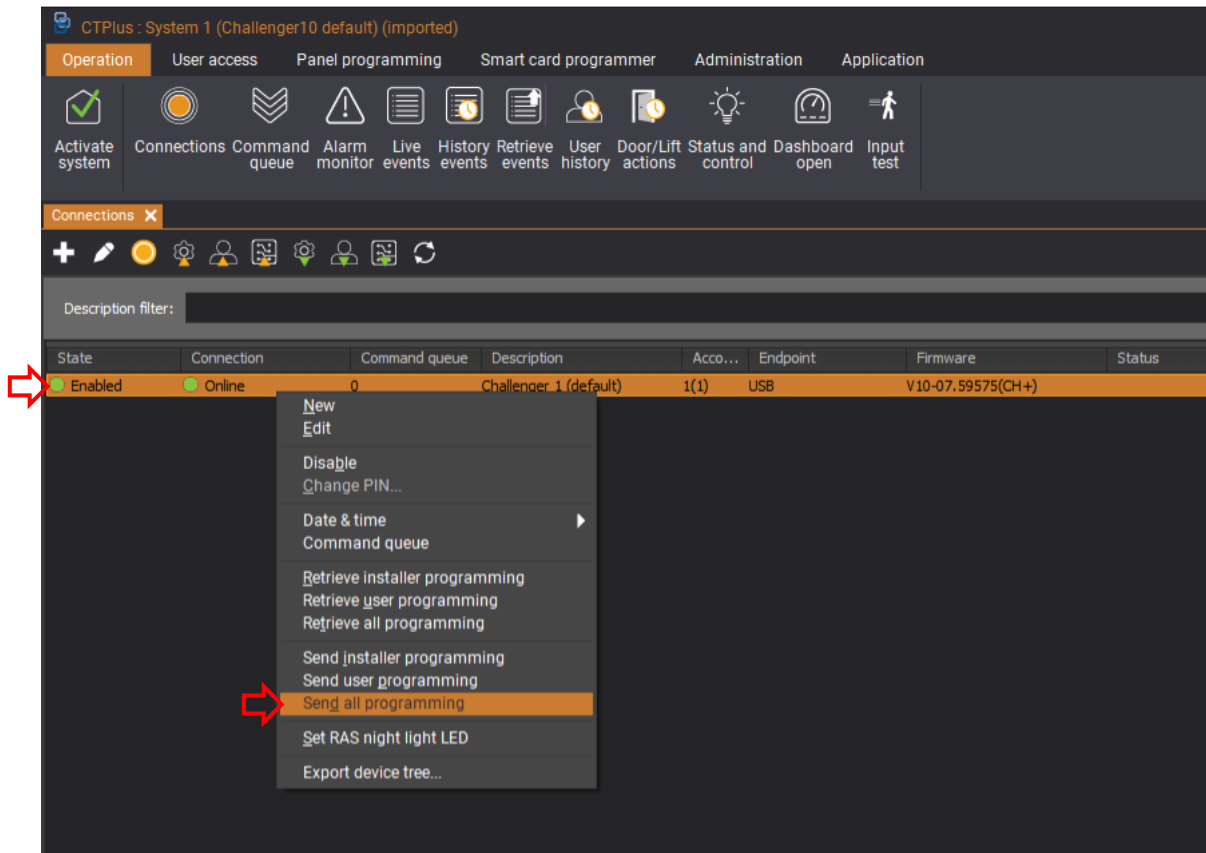 CTPlus : System 1 (Challenger10 default) (imported)
Operation User access Panel programming Smart card programmer Administration Application
Activate system
Connections
Command queue
Alarm monitor
Live events
History events
Retrieve events
User history
Door/Lift actions
Status and control
Dashboard open
Input test
Connections
Description filter:
State Connection Command queue Description Acco... Endpoint Firmware Status
Enabled Online 0 Challenger 1 (default) 1(1) USB V10-07.59575(CH+)
New
Edit
Disable
Change PIN...
Date & time
Command queue
Retrieve installer programming
Retrieve user programming
Retrieve all programming
Send installer programming
Send user programming
Send all programming
Set RAS night light LED
Export device tree...